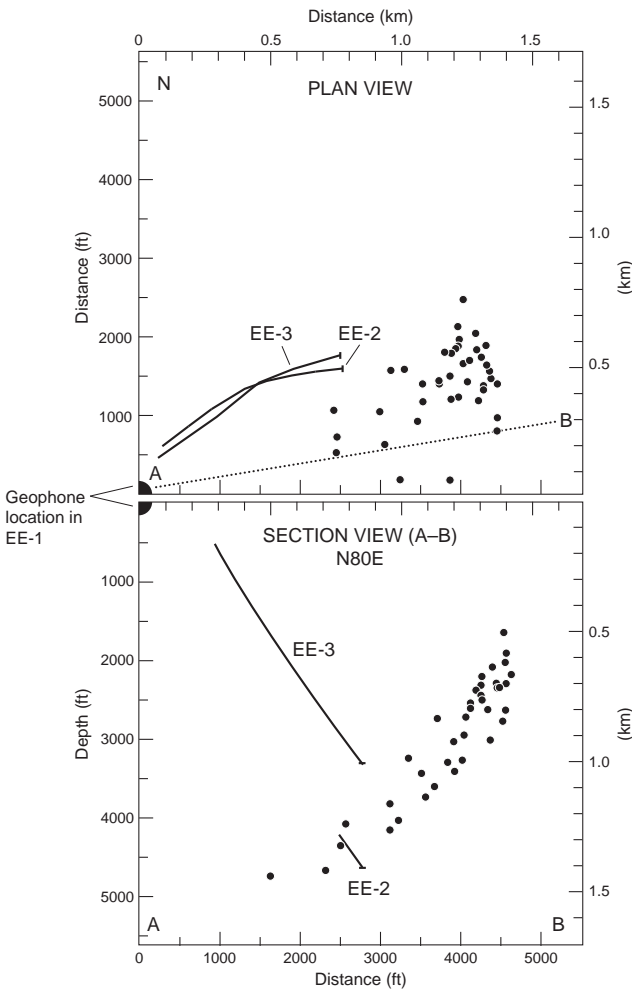 Distance (km)
0 0.5 1.0 1.5
N
PLAN VIEW
5000
4000
3000
2000
1000
Distance (ft)
1.5
1.0
0.5
(km)
EE-3 EE-2
A
B
Geophone
location in
EE-1
SECTION VIEW (A–B)
N80E
1000
2000
3000
4000
5000
Depth (ft)
0.5
1.0
1.5
(km)
EE-3
EE-2
A B
0 1000 2000 3000 4000 5000
Distance (ft)